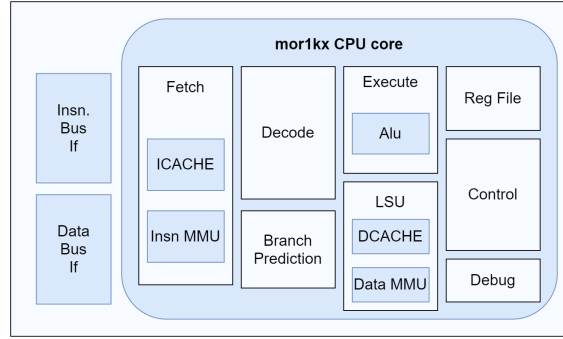 mor1kx CPU core
Insn.
Bus
If
Data
Bus
If
Fetch
ICACHE
Insn MMU
Decode
Branch
Prediction
Execute
Alu
LSU
DCACHE
Data MMU
Reg File
Control
Debug